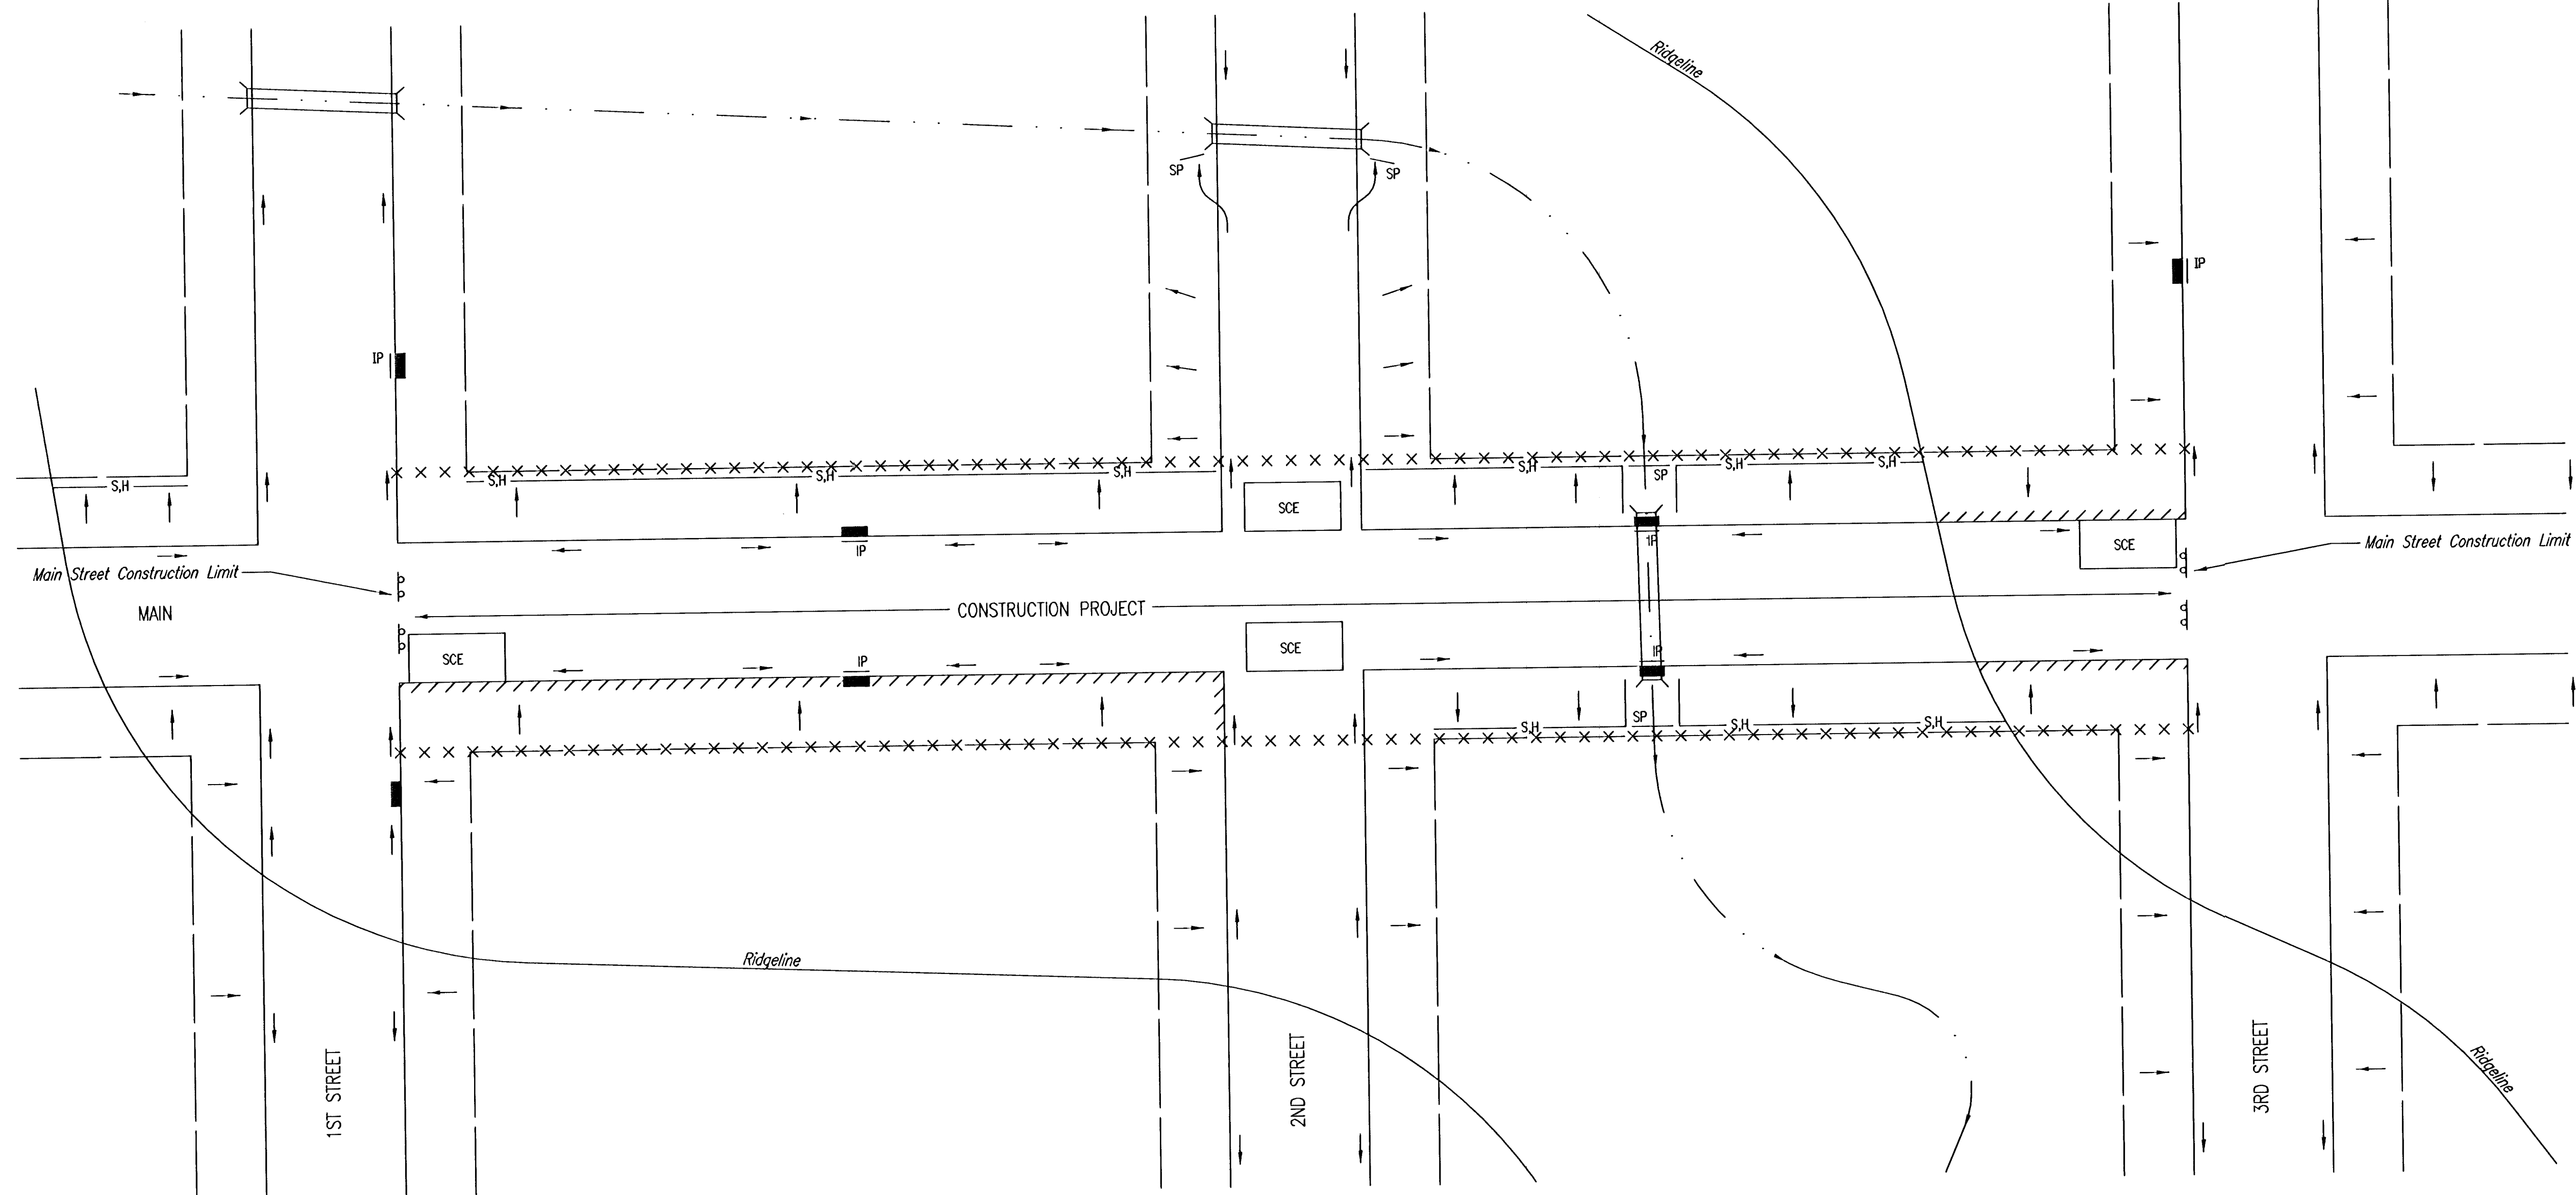 Ridgeline
SP
SP
IP
IP
S,H
S,H
S,H
S,H
S,H
SP
S,H
S,H
SCE
IP
IP
SCE
Main Street Construction Limit
Main Street Construction Limit
MAIN
CONSTRUCTION PROJECT
SCE
IP
SCE
IP
SP
S,H
S,H
S,H
Ridgeline
1ST STREET
2ND STREET
3RD STREET
Ridgeline